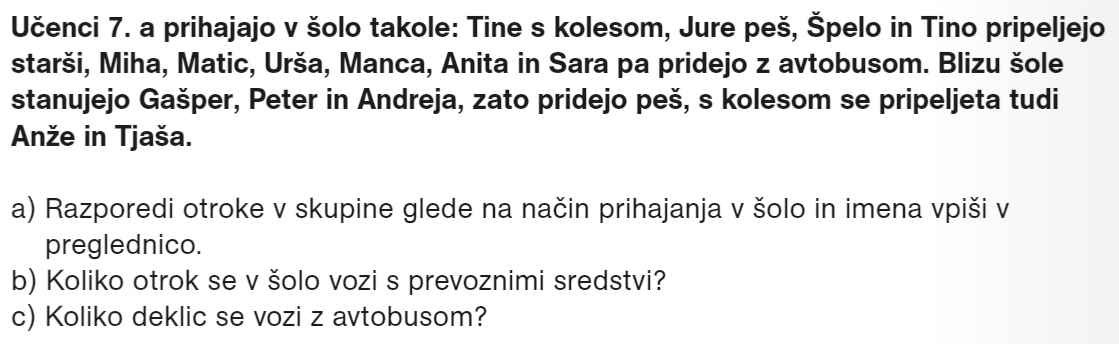 Učenci 7. a prihajajo v šolo takole: Tine s kolesom, Jure peš, Špelo in Tino pripeljejo
starši, Miha, Matic, Urša, Manca, Anita in Sara pa pridejo z avtobusom. Blizu šole
stanujejo Gašper, Peter in Andreja, zato pridejo peš, s kolesom se pripeljeta tudi
Anže in Tjaša.
a) Razporedi otroke v skupine glede na način prihajanja v šolo in imena vpiši v
preglednico.
b) Koliko otrok se v šolo vozi s prevoznimi sredstvi?
c) Koliko deklic se vozi z avtobusom?